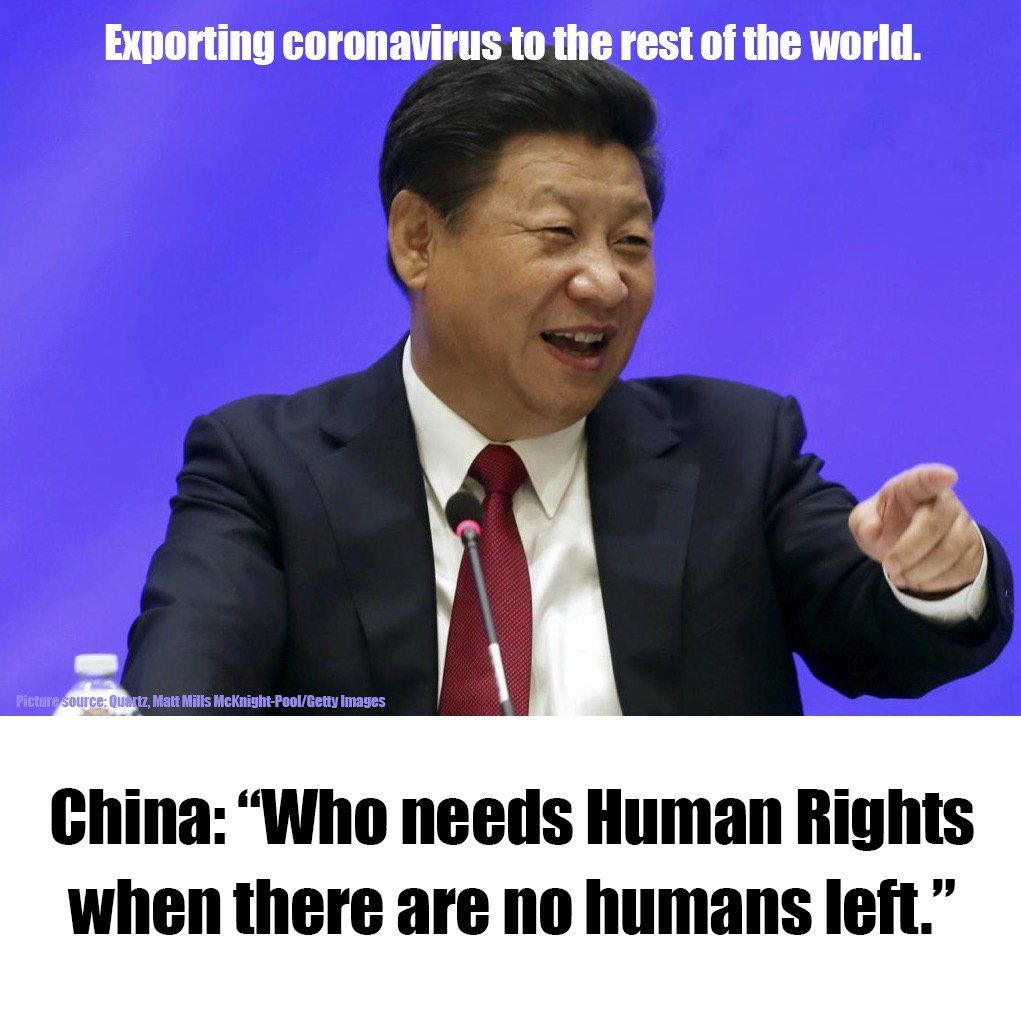 Exporting coronavirus to the rest of the world.
Picture source: Quartz, Matt Mills McKnight-Pool/Getty Images
China: “Who needs Human Rights
when there are no humans left.”